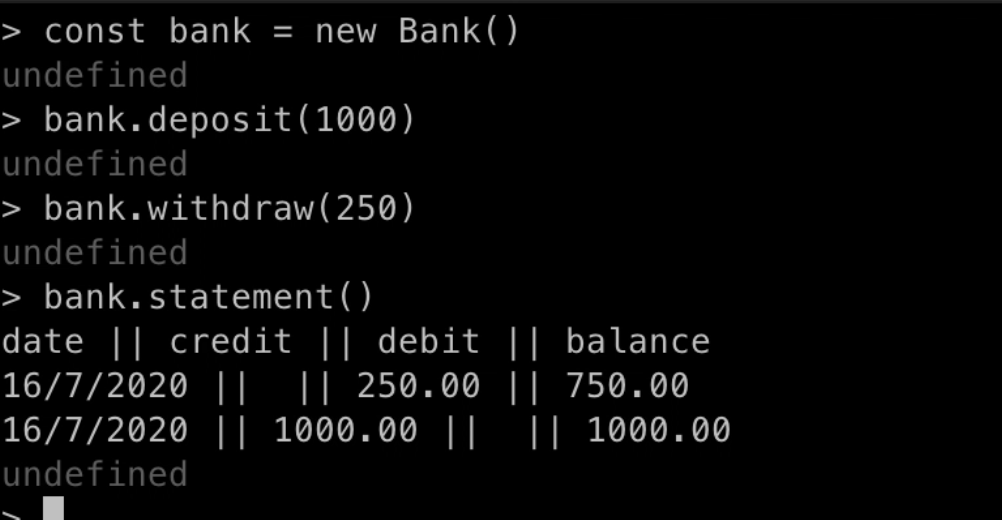 > const bank = new Bank()
undefined
> bank.deposit(1000)
undefined
> bank.withdraw(250)
undefined
> bank.statement()
date || credit || debit || balance
16/7/2020 ||  || 250.00 || 750.00
16/7/2020 || 1000.00 ||  || 1000.00
undefined
>